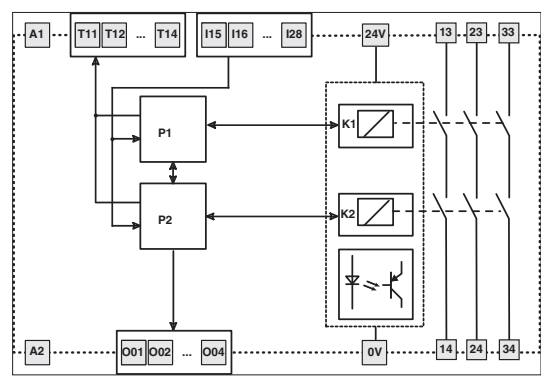 A1 T11 T12 ... T14 I15 I16 ... I28 24V 13 23 33
P1 K1
P2 K2
A2 O01 O02 ... O04 0V 14 24 34